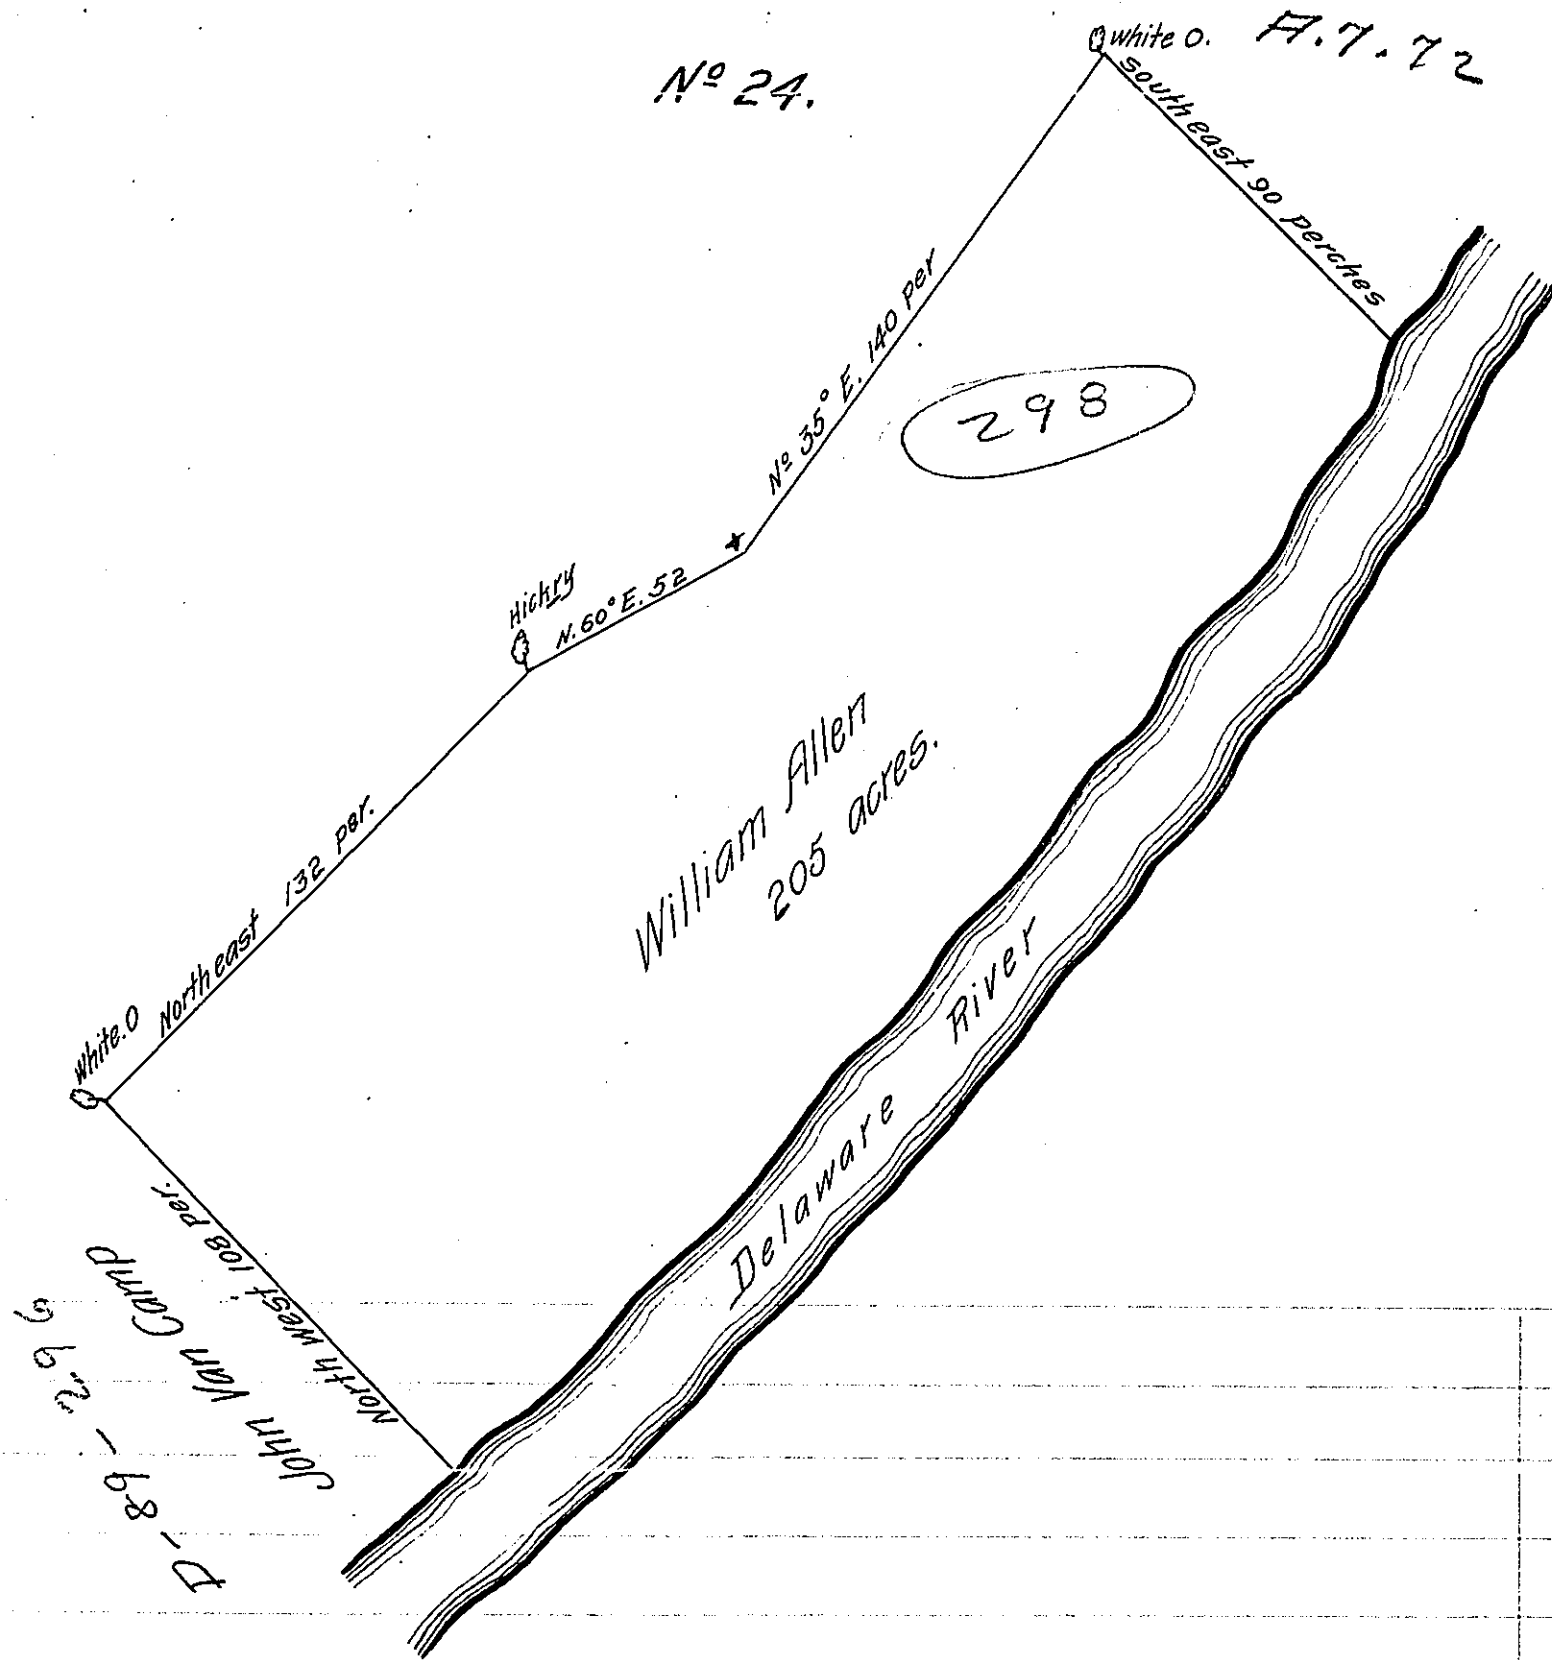 Nº 24.
white O.
A.7.72
Southeast 90 Perches
Nº 35° E. 140 Per
298
Hickry
N. 60° E. 52
William Allen
205 acres.
Northeast 132 per.
White. O
North West 108 per.
John Van Camp
D-89-296
Delaware River